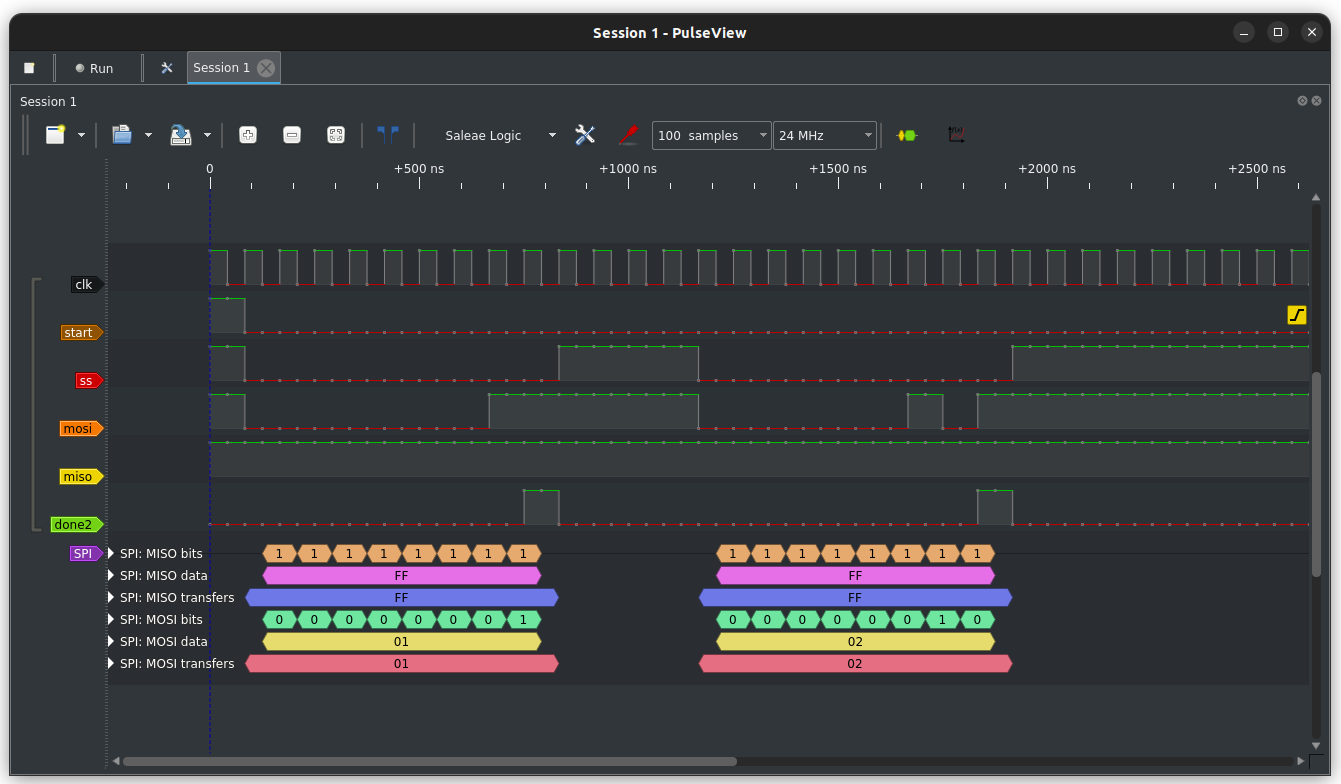 Session 1 - PulseView
Run
Session 1
Session 1
Saleae Logic
100 samples
24 MHz
0 +500 ns +1000 ns +1500 ns +2000 ns +2500 ns
clk
start
ss
mosi
miso
done2
SPI SPI: MISO bits 1 1 1 1 1 1 1 1 1 1 1 1 1 1 1 1
SPI: MISO data FF FF
SPI: MISO transfers FF FF
SPI: MOSI bits 0 0 0 0 0 0 0 1 0 0 0 0 0 0 1 0
SPI: MOSI data 01 02
SPI: MOSI transfers 01 02